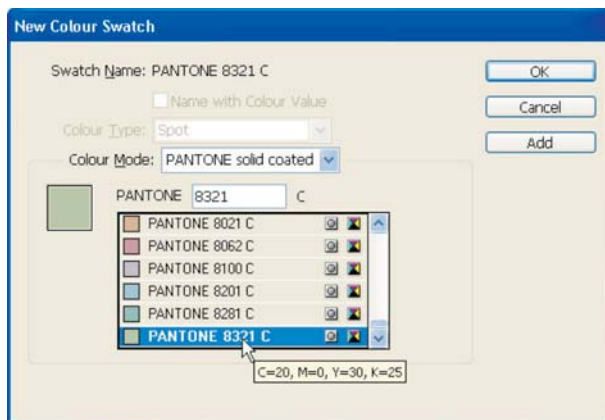 New Colour Swatch
Swatch Name: PANTONE 8321 C
OK
Name with Colour Value
Cancel
Colour Type: Spot
Add
Colour Mode: PANTONE solid coated
PANTONE 8321 C
PANTONE 8021 C
PANTONE 8062 C
PANTONE 8100 C
PANTONE 8201 C
PANTONE 8281 C
PANTONE 8321 C
C=20, M=0, Y=30, K=25